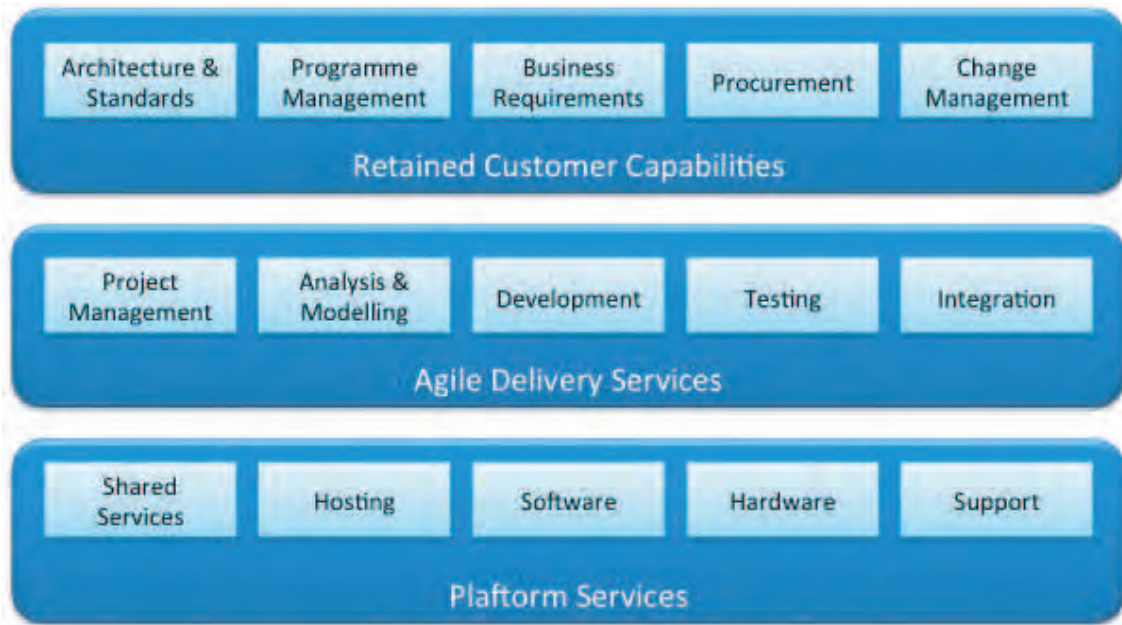 Architecture &
Standards
Programme
Management
Business
Requirements
Procurement
Change
Management
Retained Customer Capabilities
Project
Management
Analysis &
Modelling
Development
Testing
Integration
Agile Delivery Services
Shared
Services
Hosting
Software
Hardware
Support
Plaftorm Services